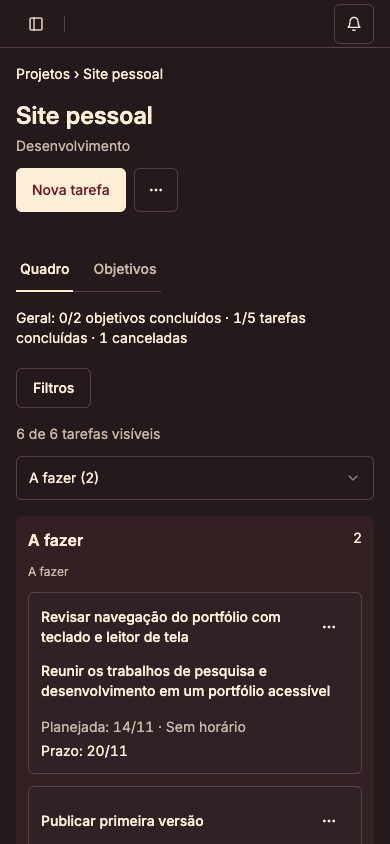 Projetos › Site pessoal
Site pessoal
Desenvolvimento
Nova tarefa
...
Quadro
Objetivos
Geral: 0/2 objetivos concluídos · 1/5 tarefas
concluídas · 1 canceladas
Filtros
6 de 6 tarefas visíveis
A fazer (2)
A fazer
2
A fazer
Revisar navegação do portfólio com
teclado e leitor de tela
...
Reunir os trabalhos de pesquisa e
desenvolvimento em um portfólio acessível
Planejada: 14/11 · Sem horário
Prazo: 20/11
Publicar primeira versão
...